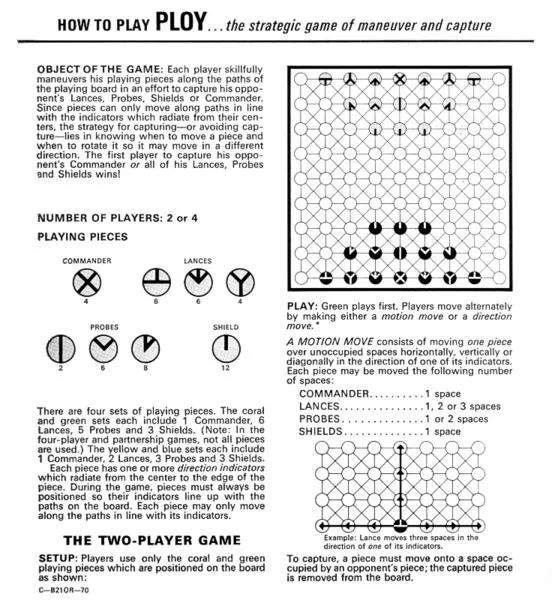 HOW TO PLAY PLOY...the strategic game of maneuver and capture
OBJECT OF THE GAME: Each player skillfully
maneuvers his playing pieces along the paths of
the playing board in an effort to capture his oppo-
nent's Lances, Probes, Shields or Commander.
Since pieces can only move along paths in line
with the indicators which radiate from their cen-
ters, the strategy for capturing—or avoiding cap-
ture—lies in knowing when to move a piece and
when to rotate it so it may move in a different
direction. The first player to capture his oppo-
nent's Commander or all of his Lances, Probes
and Shields wins!
NUMBER OF PLAYERS: 2 or 4
PLAYING PIECES
COMMANDER
LANCES
4
6
6
4
PROBES
SHIELD
2
6
8
12
There are four sets of playing pieces. The coral
and green sets each include 1 Commander, 6
Lances, 5 Probes and 3 Shields. (Note: In the
four-player and partnership games, not all pieces
are used.) The yellow and blue sets each include
1 Commander, 2 Lances, 3 Probes and 3 Shields.
Each piece has one or more direction indicators
which radiate from the center to the edge of the
piece. During the game, pieces must always be
positioned so their indicators line up with the
paths on the board. Each piece may only move
along the paths in line with its indicators.
THE TWO-PLAYER GAME
SETUP: Players use only the coral and green
playing pieces which are positioned on the board
as shown:
C—B210R—70
PLAY: Green plays first. Players move alternately
by making either a motion move or a direction
move.*
A MOTION MOVE consists of moving one piece
over unoccupied spaces horizontally, vertically or
diagonally in the direction of one of its indicators.
Each piece may be moved the following number
of spaces:
COMMANDER..........1 space
LANCES...............1, 2 or 3 spaces
PROBES...............1 or 2 spaces
SHIELDS..............1 space
Example: Lance moves three spaces in the
direction of one of its indicators.
To capture, a piece must move onto a space oc-
cupied by an opponent's piece; the captured piece
is removed from the board.